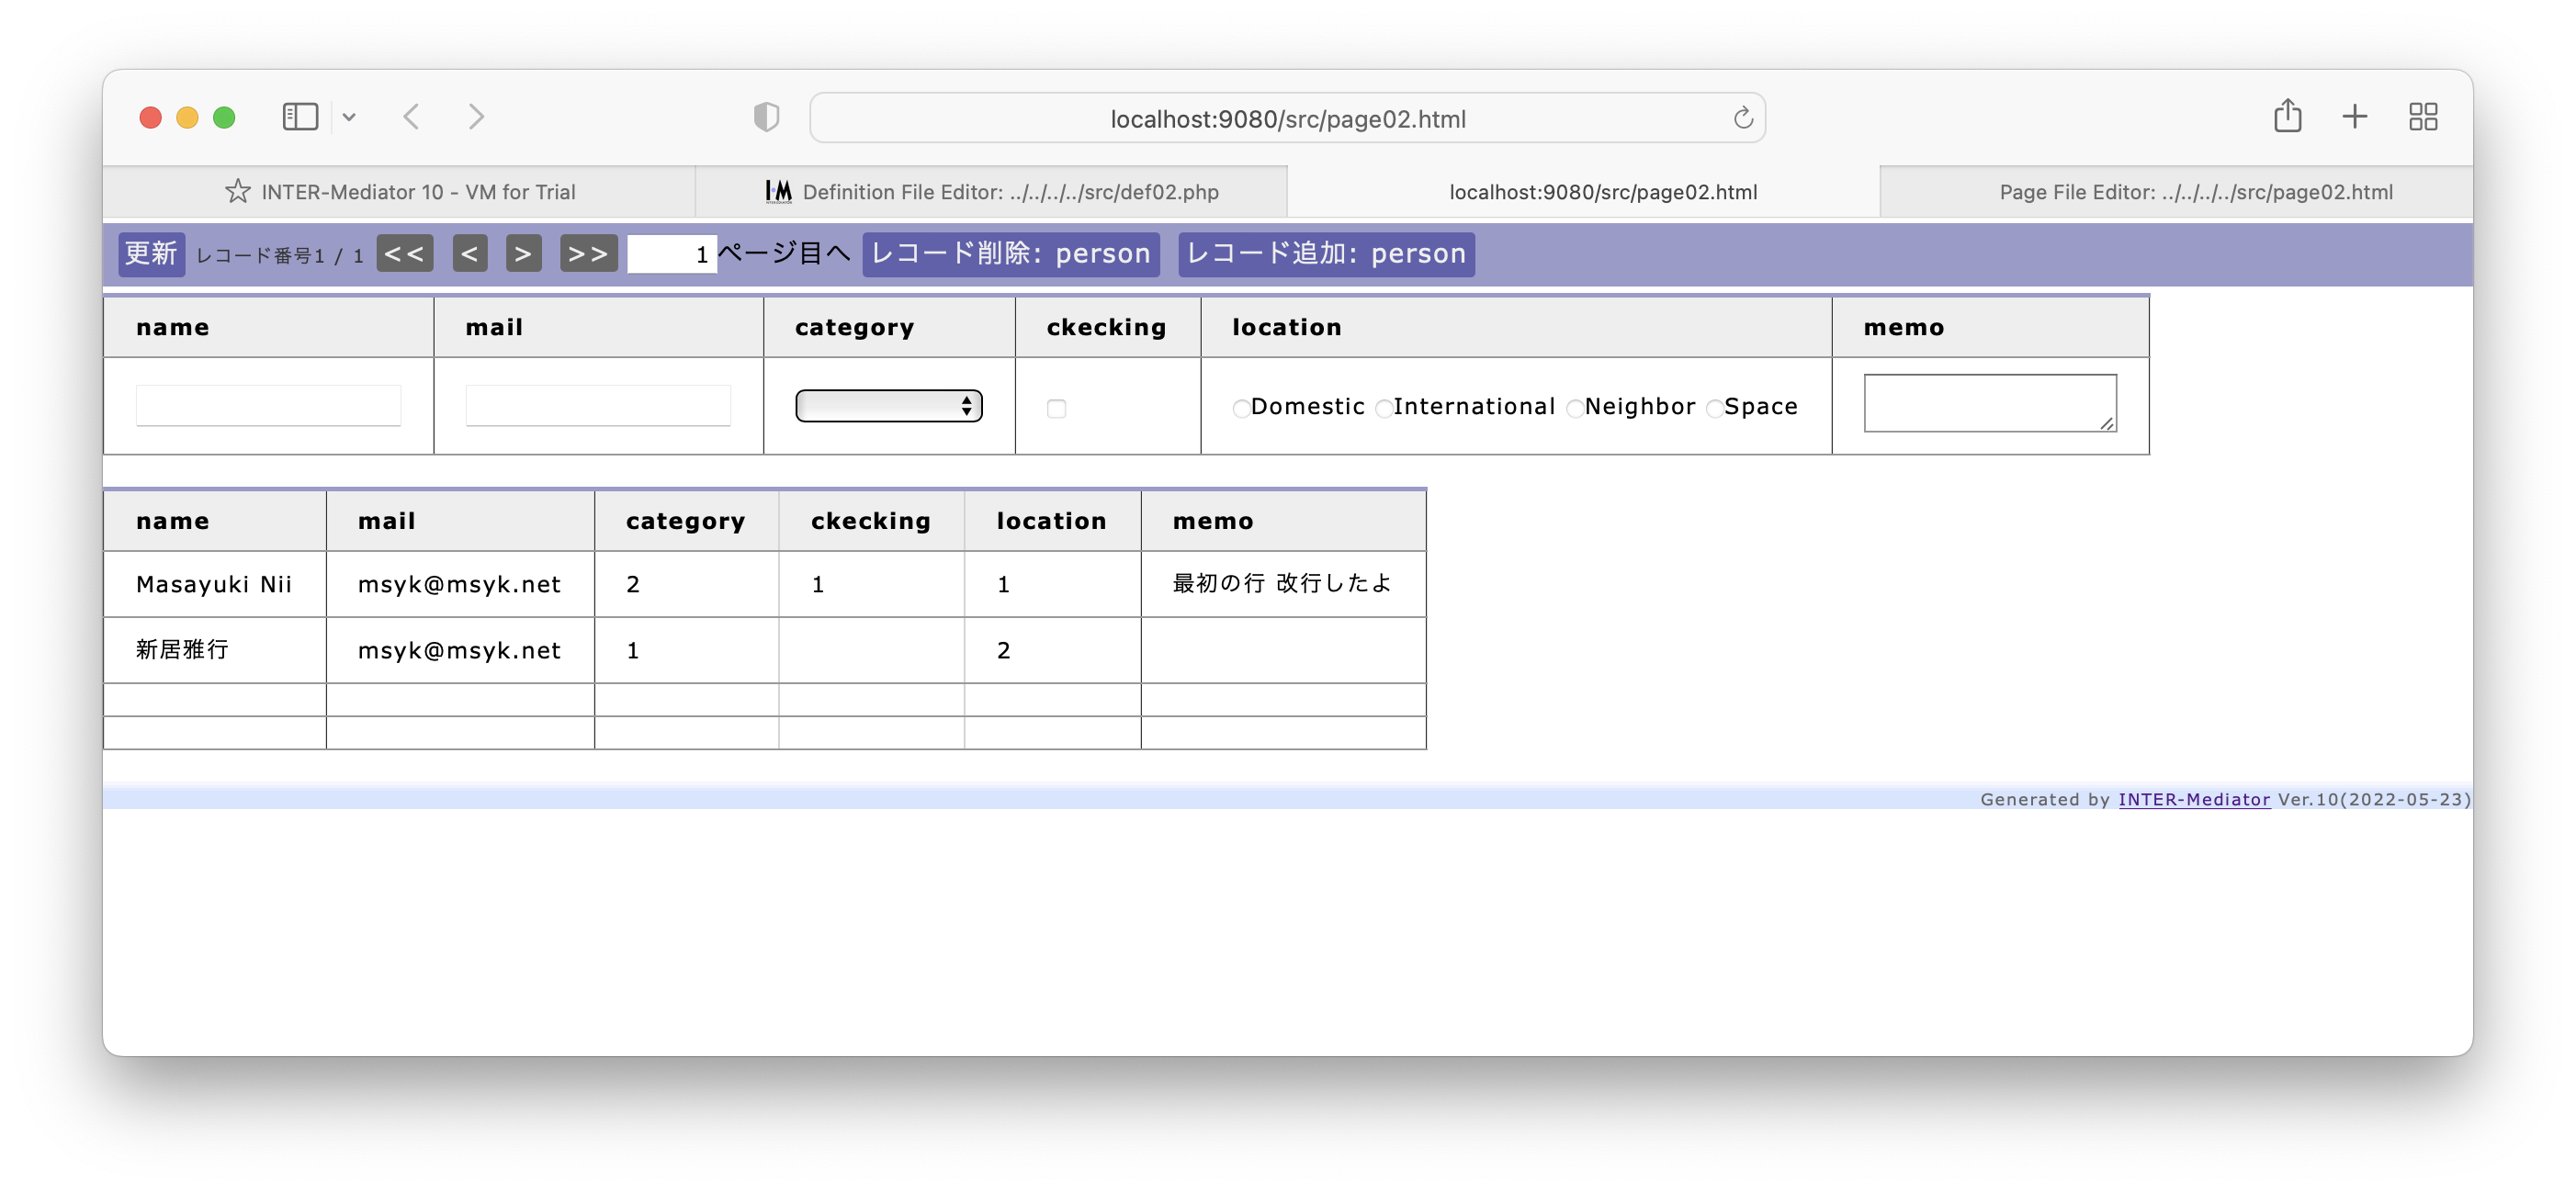 localhost:9080/src/page02.html
INTER-Mediator 10 - VM for Trial
I·M Definition File Editor: ../../../../src/def02.php
localhost:9080/src/page02.html
Page File Editor: ../../../../src/page02.html
更新 レコード番号1 / 1 << < > >> 1 ページ目へ レコード削除: person レコード追加: person
name mail category ckecking location memo
Domestic International Neighbor Space
name mail category ckecking location memo
Masayuki Nii msyk@msyk.net 2 1 1 最初の行 改行したよ
新居雅行 msyk@msyk.net 1 2
Generated by INTER-Mediator Ver.10(2022-05-23)